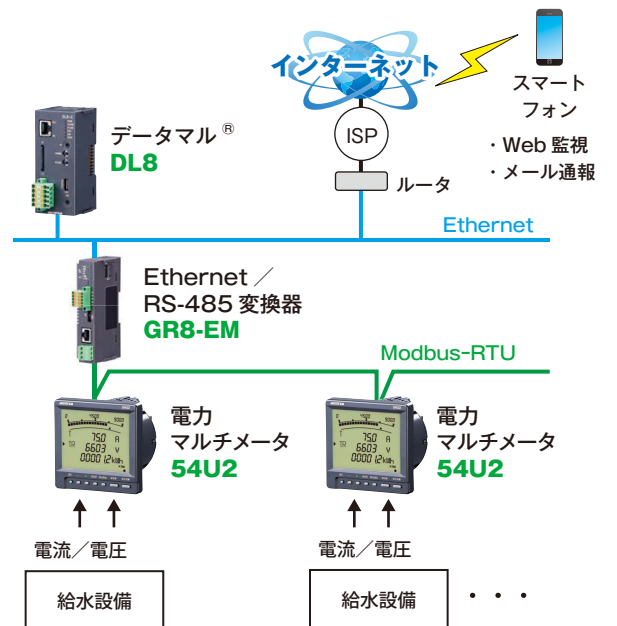 インターネット
スマート
フォン
ISP
・Web 監視
・メール通報
データマル®
DL8
ルータ
Ethernet
Ethernet／
RS-485 変換器
GR8-EM
Modbus-RTU
電力
マルチメータ
54U2
750 A
6603 V
電力
マルチメータ
54U2
750 A
6603 V
電流／電圧
電流／電圧
給水設備
給水設備
・・・